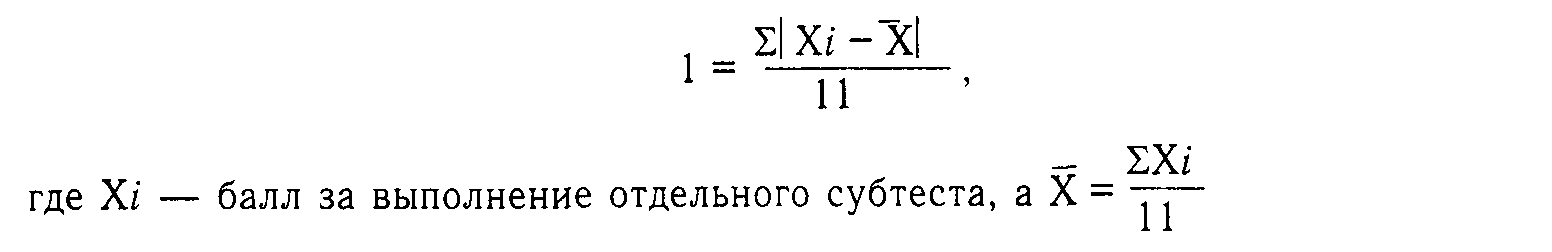 1 = Σ| Xi − X̅| / 11 ,
где Xi — балл за выполнение отдельного субтеста, а X̅ = ΣXi / 11